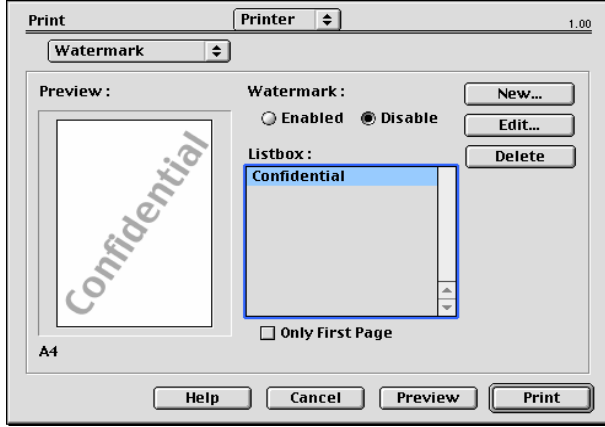 Print
Printer
1.00
Watermark
Preview :
Confidential
A4
Watermark :
Enabled
Disable
Listbox :
Confidential
Only First Page
New...
Edit...
Delete
Help
Cancel
Preview
Print